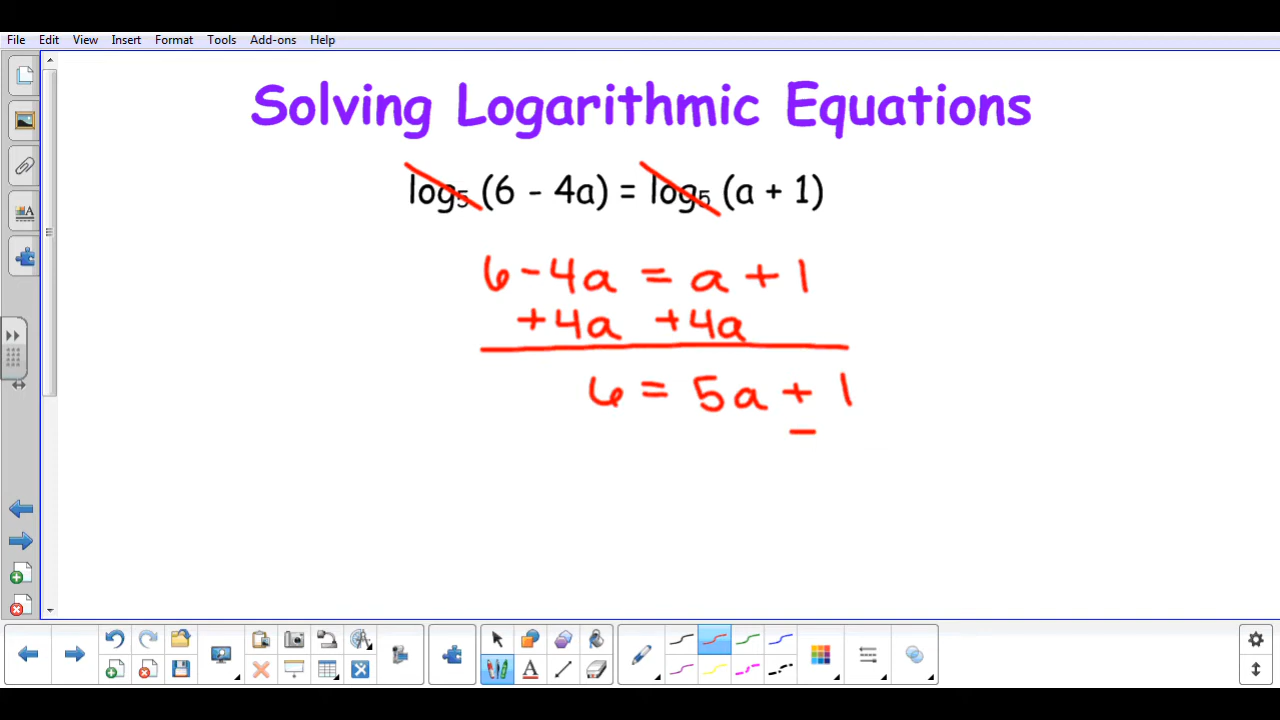 File Edit View Insert Format Tools Add-ons Help
Solving Logarithmic Equations
log₅ (6 - 4a) = log₅ (a + 1)
6 - 4a = a + 1
+4a +4a
6 = 5a + 1
−